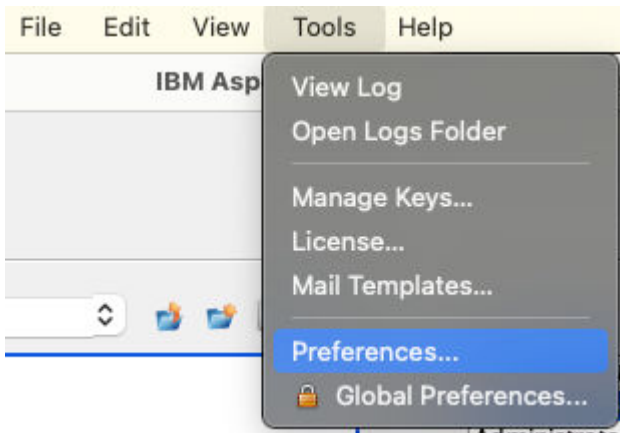 File Edit View Tools Help
IBM Asp
View Log
Open Logs Folder
Manage Keys...
License...
Mail Templates...
Preferences...
Global Preferences...